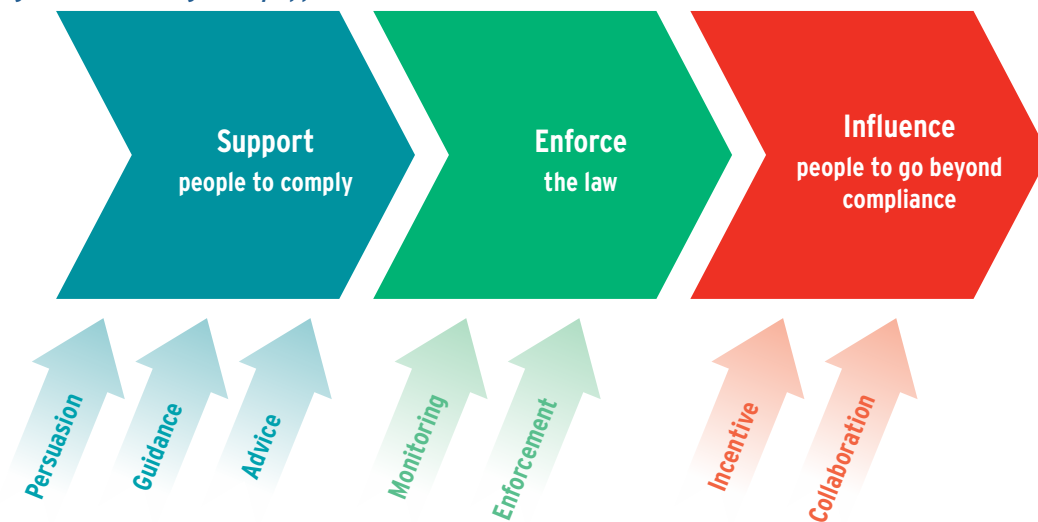 Support
people to comply
Enforce
the law
Influence
people to go beyond
compliance
Persuasion
Guidance
Advice
Monitoring
Enforcement
Incentive
Collaboration